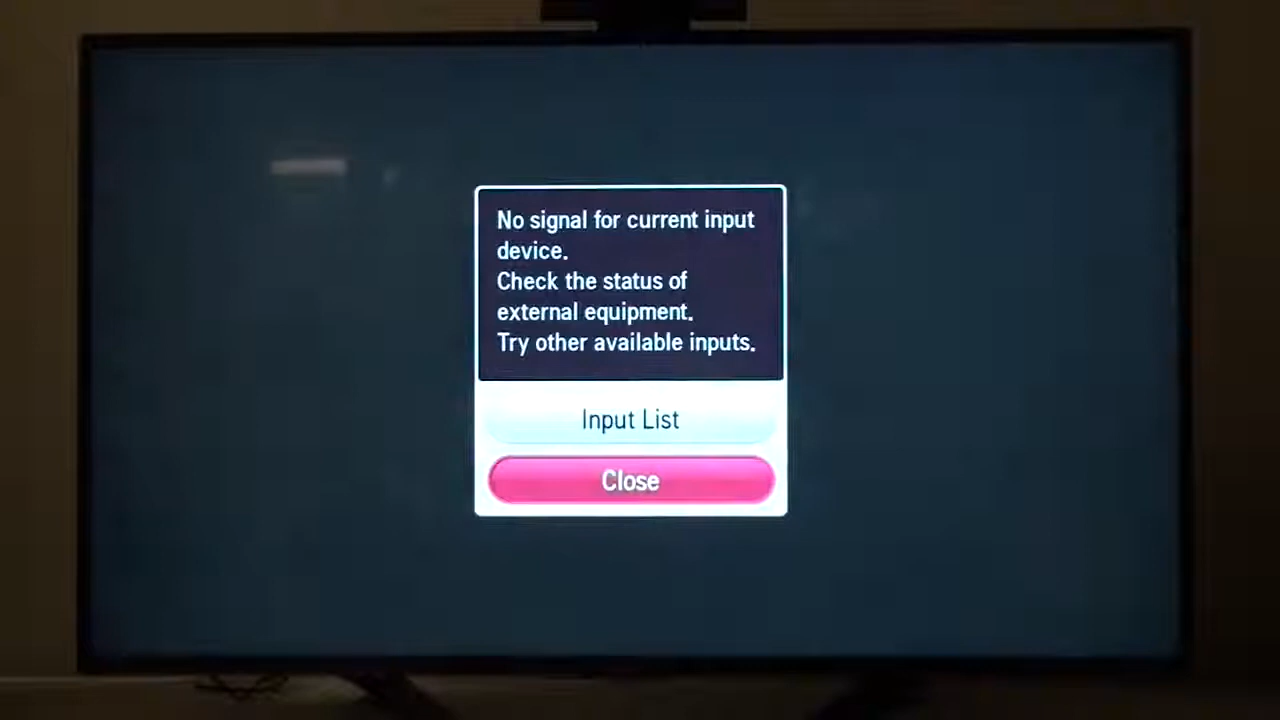 No signal for current input
device.
Check the status of
external equipment.
Try other available inputs.
Input List
Close